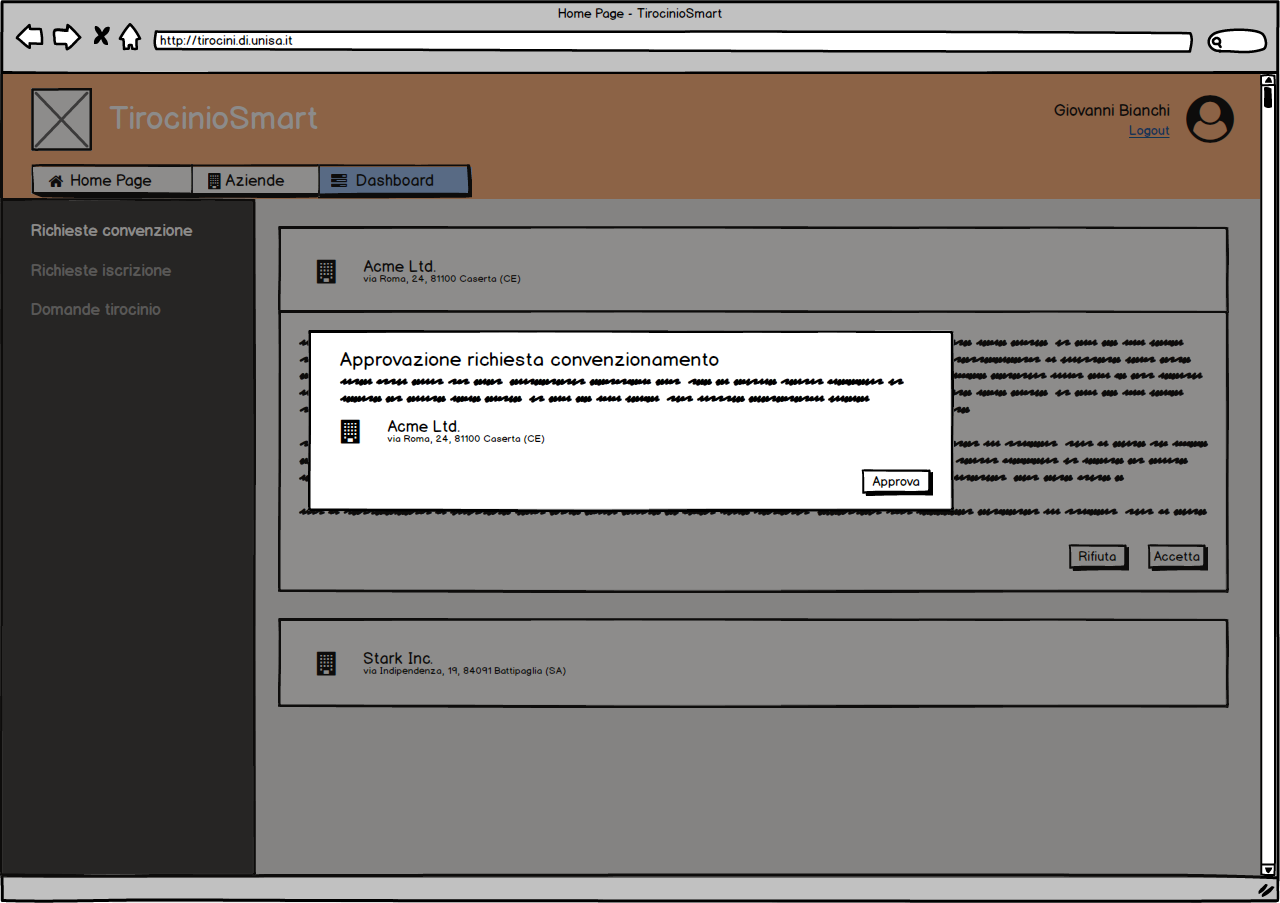 Home Page - TirocinioSmart
http://tirocini.di.unisa.it
TirocinioSmart
Giovanni Bianchi
Logout
Home Page
Aziende
Dashboard
Richieste convenzione
Richieste iscrizione
Domande tirocinio
Acme Ltd.
via Roma, 24, 81100 Caserta (CE)
Approvazione richiesta convenzionamento
Acme Ltd.
via Roma, 24, 81100 Caserta (CE)
Approva
Rifiuta
Accetta
Stark Inc.
via Indipendenza, 19, 84091 Battipaglia (SA)